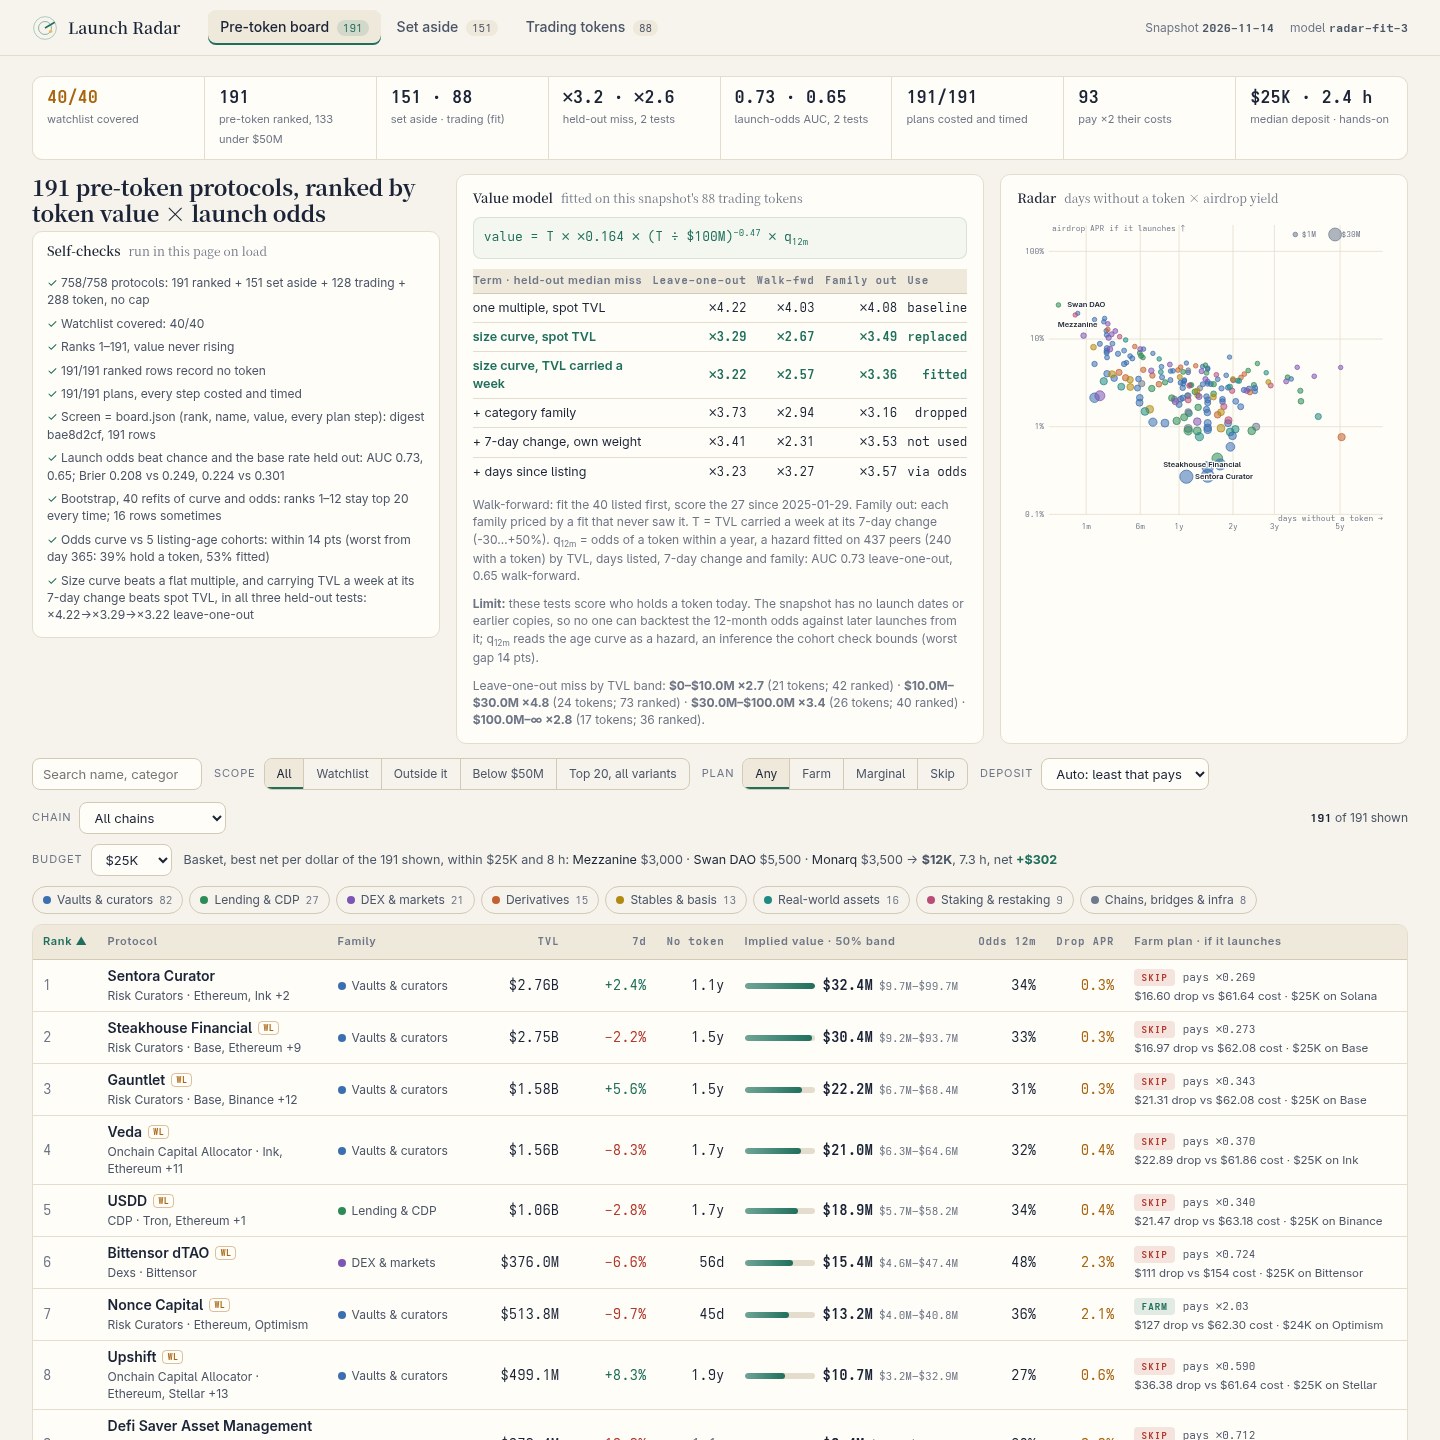 Launch Radar
Pre-token board 191
Set aside 151
Trading tokens 88
Snapshot 2026-11-14 model radar-fit-3
40/40
watchlist covered
191
pre-token ranked, 133
under $50M
151 · 88
set aside · trading (fit)
×3.2 · ×2.6
held-out miss, 2 tests
0.73 · 0.65
launch-odds AUC, 2 tests
191/191
plans costed and timed
93
pay ×2 their costs
$25K · 2.4 h
median deposit · hands-on
191 pre-token protocols, ranked by
token value × launch odds
Self-checks run in this page on load
✓ 758/758 protocols: 191 ranked + 151 set aside + 128 trading +
288 token, no cap
✓ Watchlist covered: 40/40
✓ Ranks 1–191, value never rising
✓ 191/191 ranked rows record no token
✓ 191/191 plans, every step costed and timed
✓ Screen = board.json (rank, name, value, every plan step): digest
bae8d2cf, 191 rows
✓ Launch odds beat chance and the base rate held out: AUC 0.73,
0.65; Brier 0.208 vs 0.249, 0.224 vs 0.301
✓ Bootstrap, 40 refits of curve and odds: ranks 1–12 stay top 20
every time; 16 rows sometimes
✓ Odds curve vs 5 listing-age cohorts: within 14 pts (worst from
day 365: 39% hold a token, 53% fitted)
✓ Size curve beats a flat multiple, and carrying TVL a week at its
7-day change beats spot TVL, in all three held-out tests:
×4.22→×3.29→×3.22 leave-one-out
Value model fitted on this snapshot's 88 trading tokens
value = T × ×0.164 × (T ÷ $100M)−0.47 × q12m
Term · held-out median miss Leave-one-out Walk-fwd Family out Use
one multiple, spot TVL ×4.22 ×4.03 ×4.08 baseline
size curve, spot TVL ×3.29 ×2.67 ×3.49 replaced
size curve, TVL carried a
week ×3.22 ×2.57 ×3.36 fitted
+ category family ×3.73 ×2.94 ×3.16 dropped
+ 7-day change, own weight ×3.41 ×2.31 ×3.53 not used
+ days since listing ×3.23 ×3.27 ×3.57 via odds
Walk-forward: fit the 40 listed first, score the 27 since 2025-01-29. Family out: each
family priced by a fit that never saw it. T = TVL carried a week at its 7-day change
(-30…+50%). q12m = odds of a token within a year, a hazard fitted on 437 peers (240
with a token) by TVL, days listed, 7-day change and family: AUC 0.73 leave-one-out,
0.65 walk-forward.
Limit: these tests score who holds a token today. The snapshot has no launch dates or
earlier copies, so no one can backtest the 12-month odds against later launches from
it; q12m reads the age curve as a hazard, an inference the cohort check bounds (worst
gap 14 pts).
Leave-one-out miss by TVL band: $0–$10.0M ×2.7 (21 tokens; 42 ranked) · $10.0M–
$30.0M ×4.8 (24 tokens; 73 ranked) · $30.0M–$100.0M ×3.4 (26 tokens; 40 ranked) ·
$100.0M–∞ ×2.8 (17 tokens; 36 ranked).
Radar days without a token × airdrop yield
airdrop APR if it launches ↑
$1M $30M
100%
10%
1%
0.1%
Swan DAO
Mezzanine
Steakhouse Financial
Sentora Curator
days without a token →
1m 6m 1y 2y 3y 5y
Search name, categor
SCOPE All Watchlist Outside it Below $50M Top 20, all variants
PLAN Any Farm Marginal Skip
DEPOSIT Auto: least that pays
CHAIN All chains
191 of 191 shown
BUDGET $25K Basket, best net per dollar of the 191 shown, within $25K and 8 h: Mezzanine $3,000 · Swan DAO $5,500 · Monarq $3,500 → $12K, 7.3 h, net +$302
Vaults & curators 82
Lending & CDP 27
DEX & markets 21
Derivatives 15
Stables & basis 13
Real-world assets 16
Staking & restaking 9
Chains, bridges & infra 8
Rank ▲ Protocol Family TVL 7d No token Implied value · 50% band Odds 12m Drop APR Farm plan · if it launches
1 Sentora Curator Vaults & curators $2.76B +2.4% 1.1y $32.4M $9.7M–$99.7M 34% 0.3% SKIP pays ×0.269
Risk Curators · Ethereum, Ink +2 $16.60 drop vs $61.64 cost · $25K on Solana
2 Steakhouse Financial WL Vaults & curators $2.75B −2.2% 1.5y $30.4M $9.2M–$93.7M 33% 0.3% SKIP pays ×0.273
Risk Curators · Base, Ethereum +9 $16.97 drop vs $62.08 cost · $25K on Base
3 Gauntlet WL Vaults & curators $1.58B +5.6% 1.5y $22.2M $6.7M–$68.4M 31% 0.3% SKIP pays ×0.343
Risk Curators · Base, Binance +12 $21.31 drop vs $62.08 cost · $25K on Base
4 Veda WL Vaults & curators $1.56B −8.3% 1.7y $21.0M $6.3M–$64.6M 32% 0.4% SKIP pays ×0.370
Onchain Capital Allocator · Ink,
Ethereum +11 $22.89 drop vs $61.86 cost · $25K on Ink
5 USDD WL Lending & CDP $1.06B −2.8% 1.7y $18.9M $5.7M–$58.2M 34% 0.4% SKIP pays ×0.340
CDP · Tron, Ethereum +1 $21.47 drop vs $63.18 cost · $25K on Binance
6 Bittensor dTAO WL DEX & markets $376.0M −6.6% 56d $15.4M $4.6M–$47.4M 48% 2.3% SKIP pays ×0.724
Dexs · Bittensor $111 drop vs $154 cost · $25K on Bittensor
7 Nonce Capital WL Vaults & curators $513.8M −9.7% 45d $13.2M $4.0M–$40.8M 36% 2.1% FARM pays ×2.03
Risk Curators · Ethereum, Optimism $127 drop vs $62.30 cost · $24K on Optimism
8 Upshift WL Vaults & curators $499.1M +8.3% 1.9y $10.7M $3.2M–$32.9M 27% 0.6% SKIP pays ×0.590
Onchain Capital Allocator ·
Ethereum, Stellar +13 $36.38 drop vs $61.64 cost · $25K on Stellar
Defi Saver Asset Management
SKIP pays ×0.712